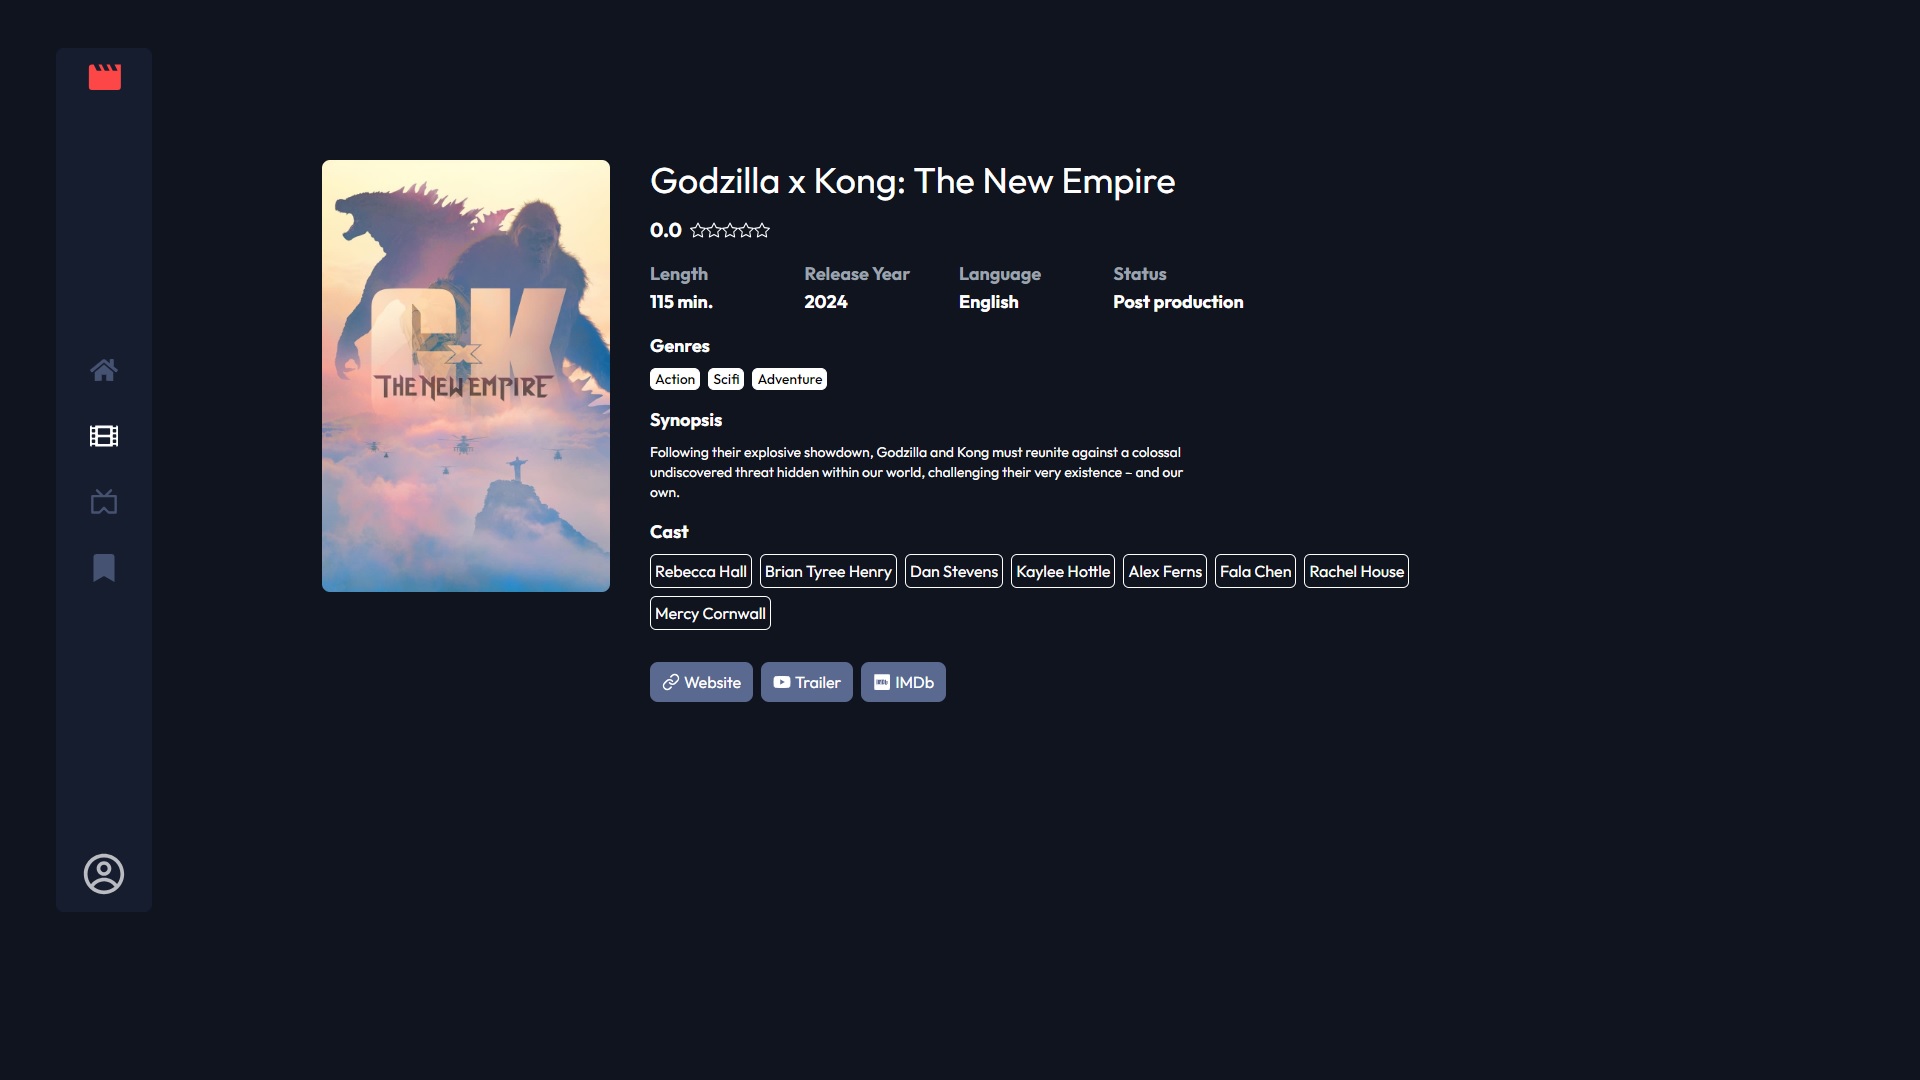 Godzilla x Kong: The New Empire
0.0
Length Release Year Language Status
115 min. 2024 English Post production
GxK
THE NEW EMPIRE
Genres
Action Scifi Adventure
Synopsis
Following their explosive showdown, Godzilla and Kong must reunite against a colossal
undiscovered threat hidden within our world, challenging their very existence – and our
own.
Cast
Rebecca Hall Brian Tyree Henry Dan Stevens Kaylee Hottle Alex Ferns Fala Chen Rachel House
Mercy Cornwall
Website Trailer IMDb